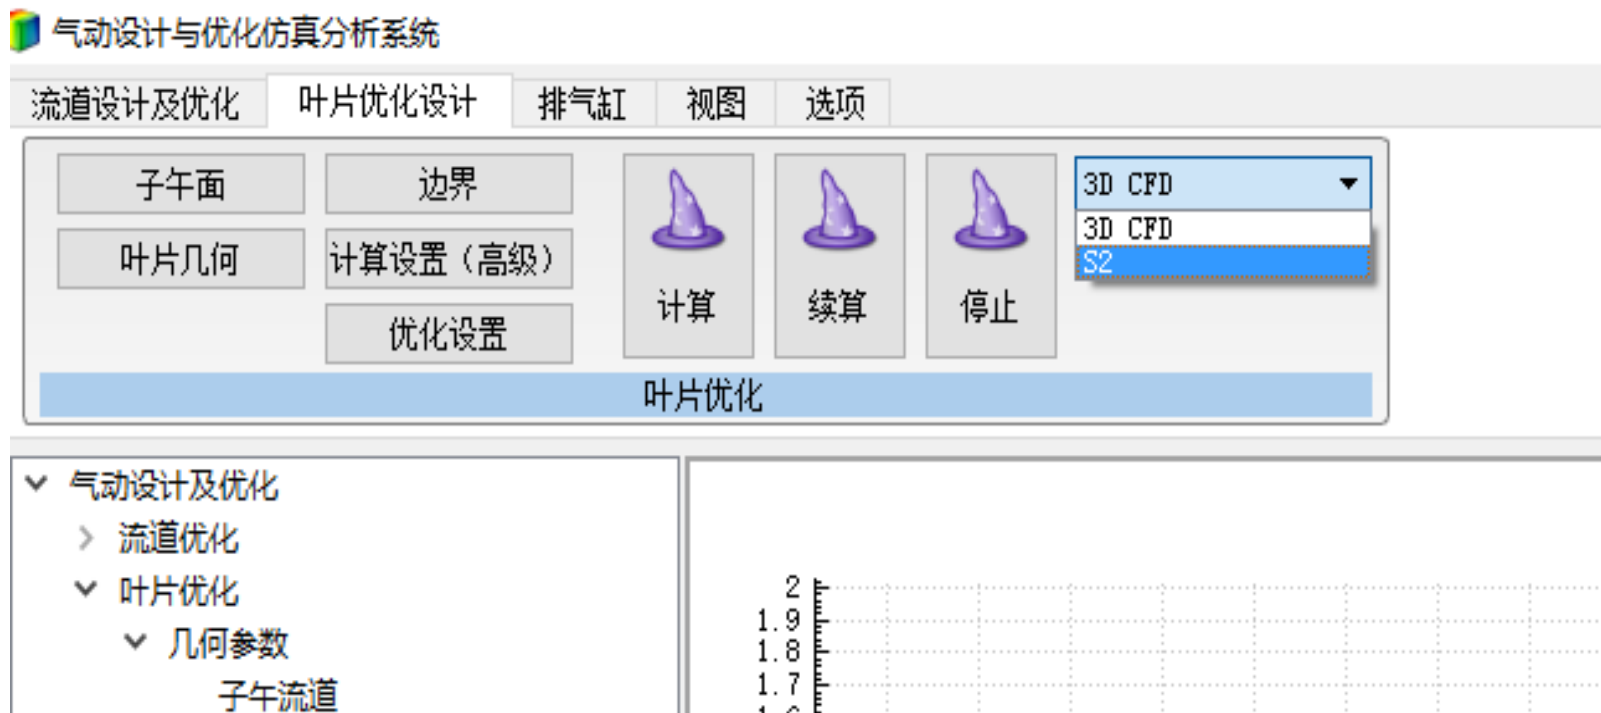 气动设计与优化仿真分析系统
流道设计及优化 叶片优化设计 排气缸 视图 选项
子午面 边界
叶片几何 计算设置（高级）
优化设置
计算 续算 停止
3D CFD
3D CFD
S2
叶片优化
气动设计及优化
流道优化
叶片优化
几何参数
子午流道
2
1.9
1.8
1.7